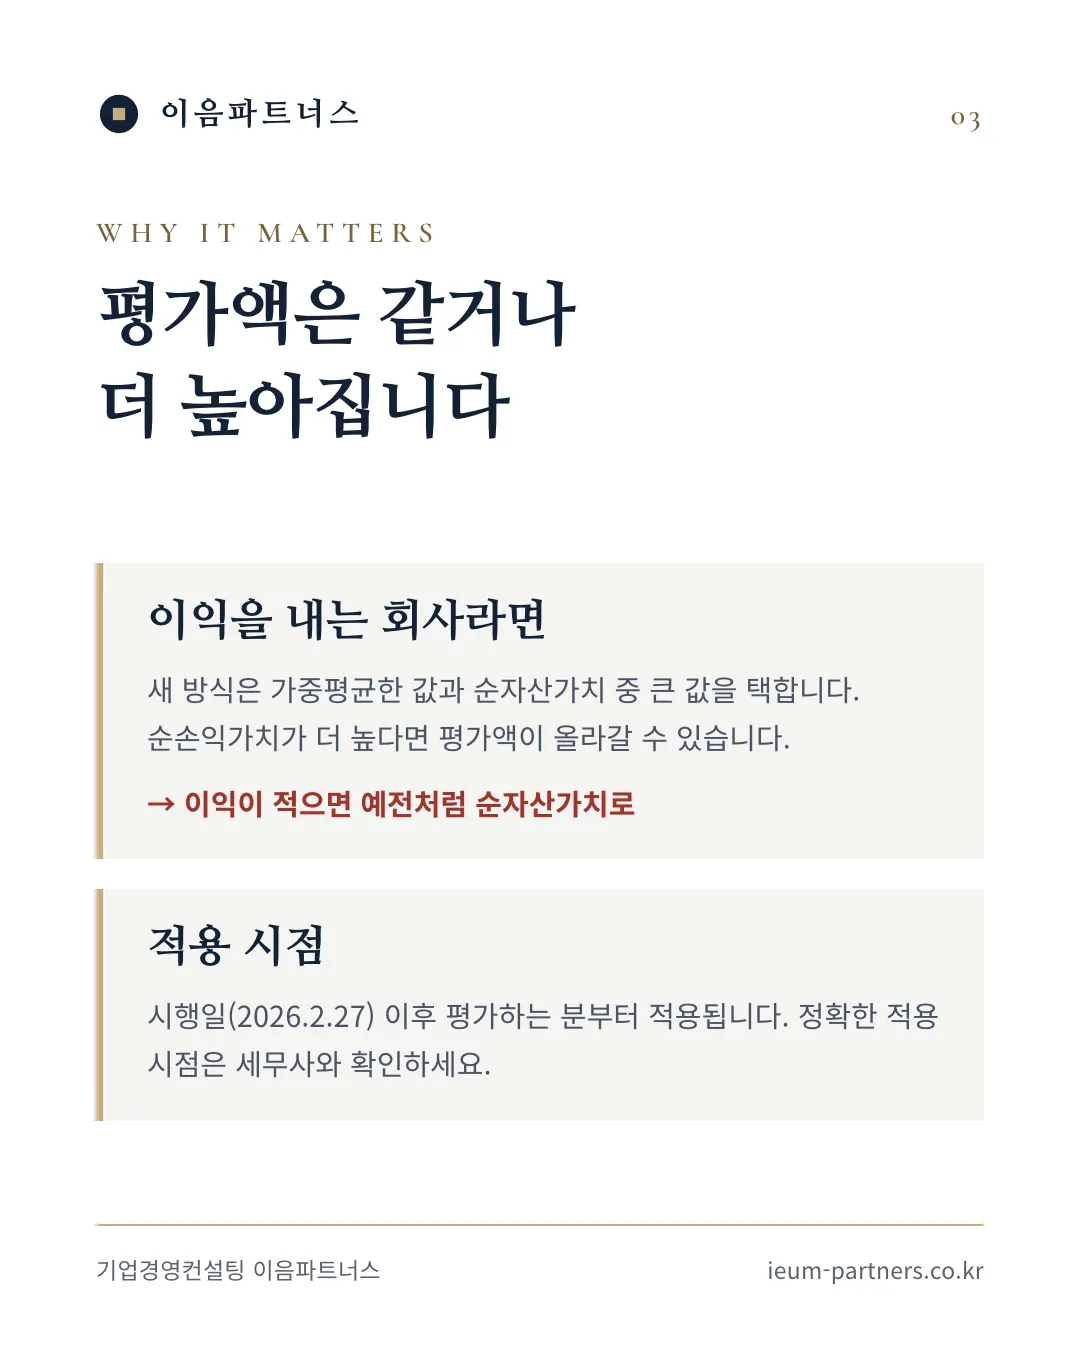 이음파트너스
03
WHY IT MATTERS
평가액은 같거나
더 높아집니다
이익을 내는 회사라면
새 방식은 가중평균한 값과 순자산가치 중 큰 값을 택합니다.
순손익가치가 더 높다면 평가액이 올라갈 수 있습니다.
→ 이익이 적으면 예전처럼 순자산가치로
적용 시점
시행일(2026.2.27) 이후 평가하는 분부터 적용됩니다. 정확한 적용
시점은 세무사와 확인하세요.
기업경영컨설팅 이음파트너스
ieum-partners.co.kr